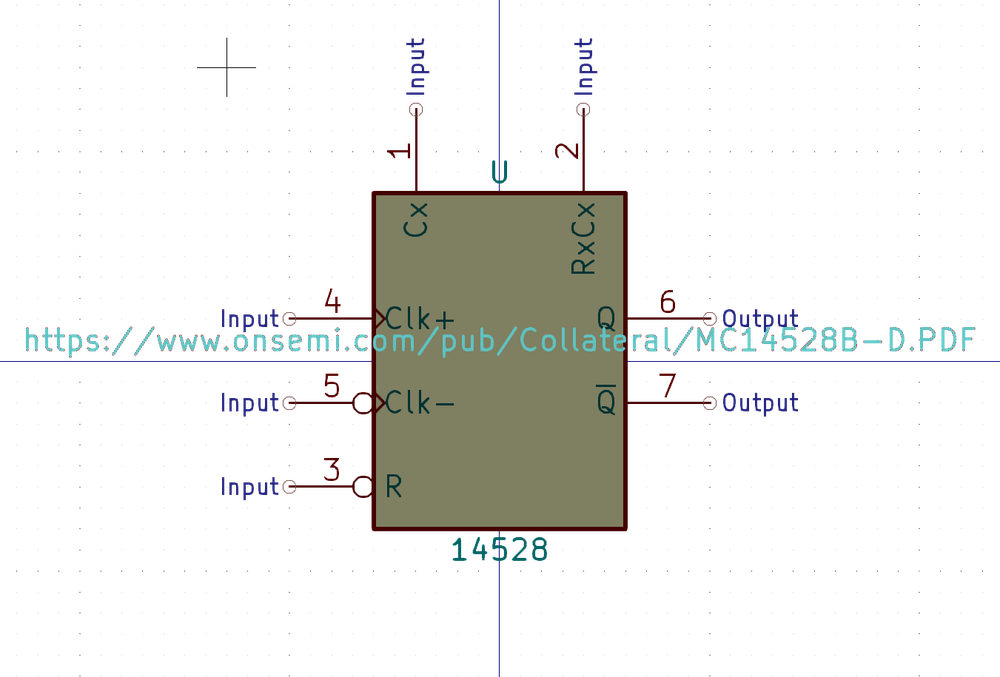 Input Input
1 2
U
Cx RxCx
Input 4 Clk+ Q 6 Output
https://www.onsemi.com/pub/Collateral/MC14528B-D.PDF
Input 5 Clk- Q̅ 7 Output
Input 3 R
14528